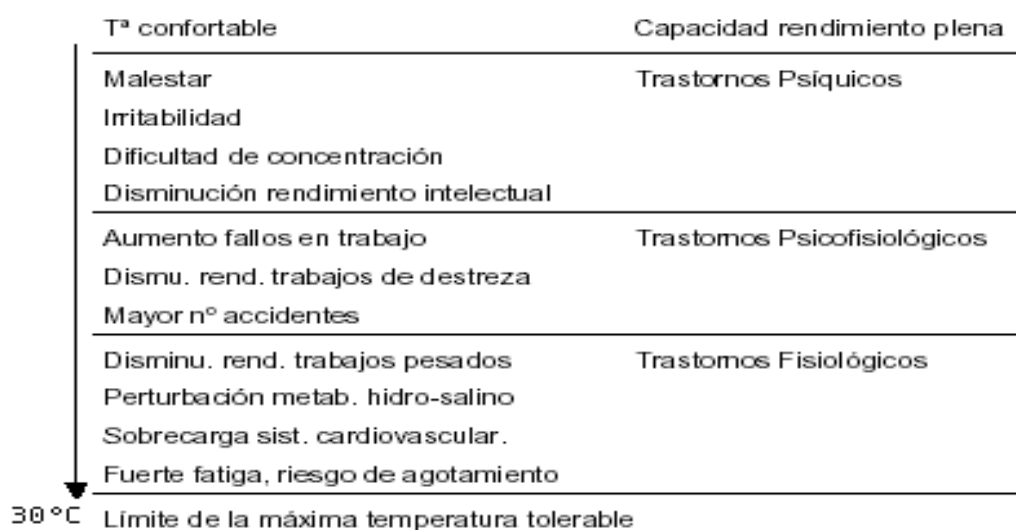 Tª confortable Capacidad rendimiento plena
Malestar Trastornos Psíquicos
Irritabilidad
Dificultad de concentración
Disminución rendimiento intelectual
Aumento fallos en trabajo Trastornos Psicofisiológicos
Dismu. rend. trabajos de destreza
Mayor nº accidentes
Disminu. rend. trabajos pesados Trastornos Fisiológicos
Perturbación metab. hidro-salino
Sobrecarga sist. cardiovascular.
Fuerte fatiga, riesgo de agotamiento
30°C Límite de la máxima temperatura tolerable